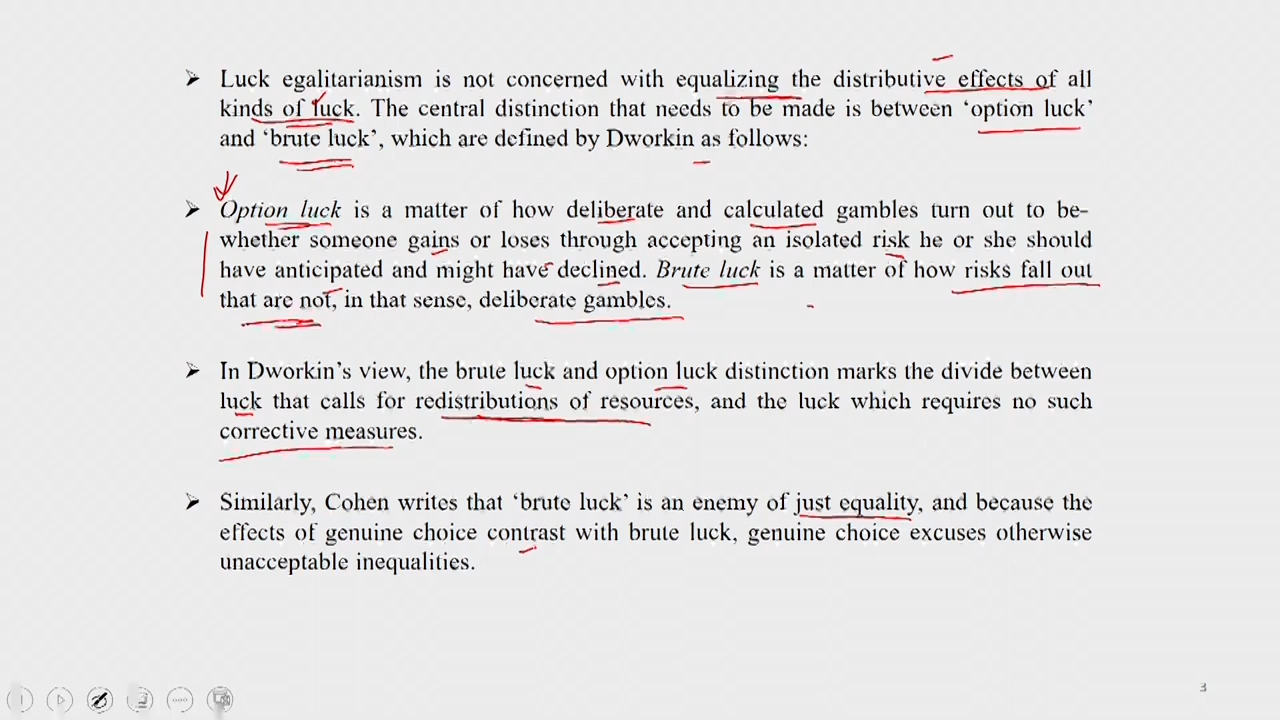 ➢ Luck egalitarianism is not concerned with equalizing the distributive effects of all
kinds of luck. The central distinction that needs to be made is between ‘option luck’
and ‘brute luck’, which are defined by Dworkin as follows:
➢ Option luck is a matter of how deliberate and calculated gambles turn out to be-
whether someone gains or loses through accepting an isolated risk he or she should
have anticipated and might have declined. Brute luck is a matter of how risks fall out
that are not, in that sense, deliberate gambles.
➢ In Dworkin’s view, the brute luck and option luck distinction marks the divide between
luck that calls for redistributions of resources, and the luck which requires no such
corrective measures.
➢ Similarly, Cohen writes that ‘brute luck’ is an enemy of just equality, and because the
effects of genuine choice contrast with brute luck, genuine choice excuses otherwise
unacceptable inequalities.
3